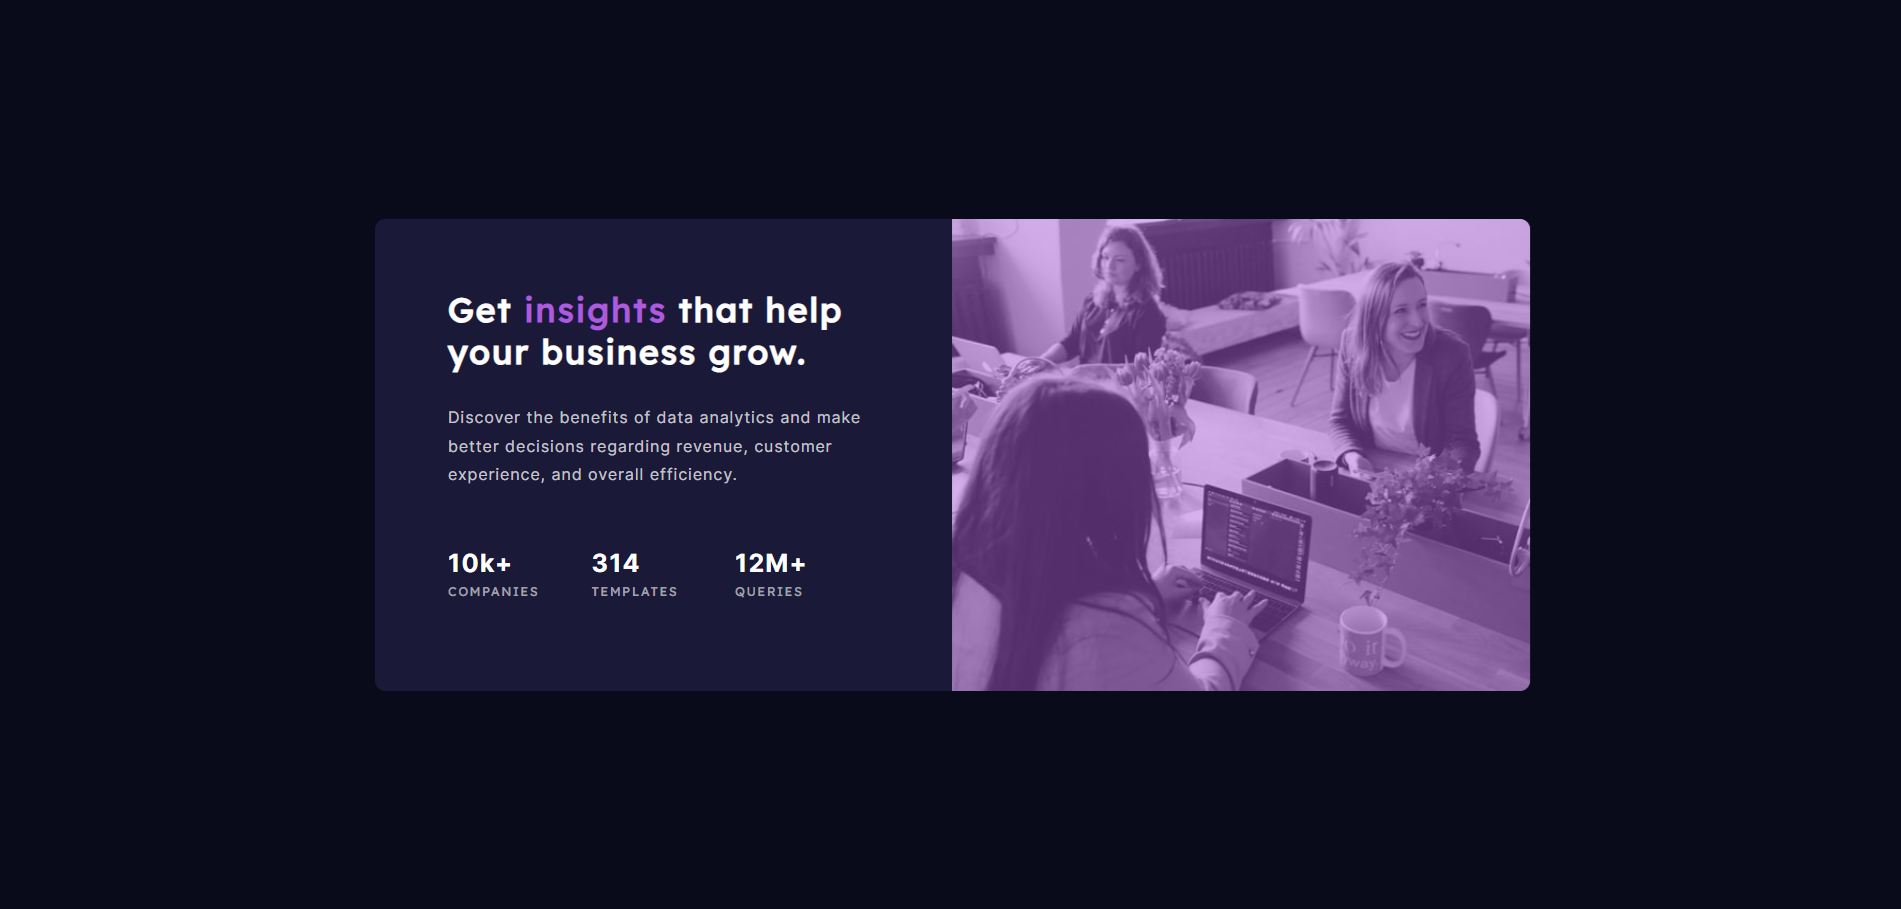 Get insights that help
your business grow.
Discover the benefits of data analytics and make
better decisions regarding revenue, customer
experience, and overall efficiency.
10k+ 314 12M+
COMPANIES TEMPLATES QUERIES